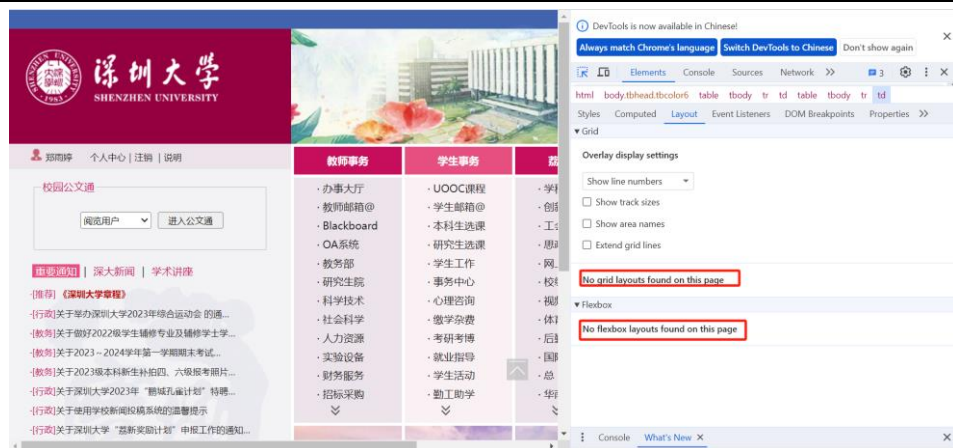 深圳大学
SHENZHEN UNIVERSITY
SHENZHEN UNIVERSITY
·1983·
郑雨婷 个人中心 | 注销 | 说明
校园公文通
阅览用户 进入公文通
重要通知 | 深大新闻 | 学术讲座
·[推荐] 《深圳大学章程》
·[行政]关于举办深圳大学2023年综合运动会 的通...
·[教务]关于做好2022级学生辅修专业及辅修学士学...
·[教务]关于2023－2024学年第一学期期末考试...
·[教务]关于2023级本科新生补拍四、六级报考照片...
·[行政]关于深圳大学2023年“鹏城孔雀计划”特聘...
·[行政]关于使用学校新闻投稿系统的温馨提示
·[行政]关于深圳大学“荔新奖励计划”申报工作的通知...
教师事务
·办事大厅
·教师邮箱@
·Blackboard
·OA系统
·教务部
·研究生院
·科学技术
·社会科学
·人力资源
·实验设备
·财务服务
·招标采购
学生事务
·UOOC课程
·学生邮箱@
·本科生选课
·研究生选课
·学生工作
·事务中心
·心理咨询
·缴学杂费
·考研考博
·就业指导
·学生活动
·勤工助学
DevTools is now available in Chinese!
Always match Chrome's language Switch DevTools to Chinese Don't show again
Elements Console Sources Network 3
html body.tbhead.tbcolor6 table tbody tr td table tbody tr td
Styles Computed Layout Event Listeners DOM Breakpoints Properties
Grid
Overlay display settings
Show line numbers
Show track sizes
Show area names
Extend grid lines
No grid layouts found on this page
Flexbox
No flexbox layouts found on this page
Console What's New